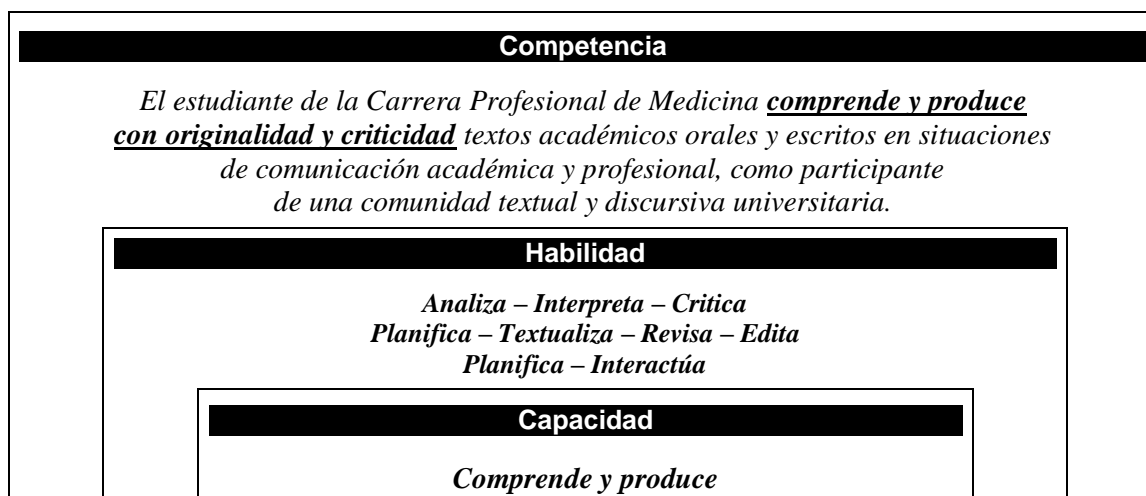 Competencia
El estudiante de la Carrera Profesional de Medicina comprende y produce
con originalidad y criticidad textos académicos orales y escritos en situaciones
de comunicación académica y profesional, como participante
de una comunidad textual y discursiva universitaria.
Habilidad
Analiza – Interpreta – Critica
Planifica – Textualiza – Revisa – Edita
Planifica – Interactúa
Capacidad
Comprende y produce